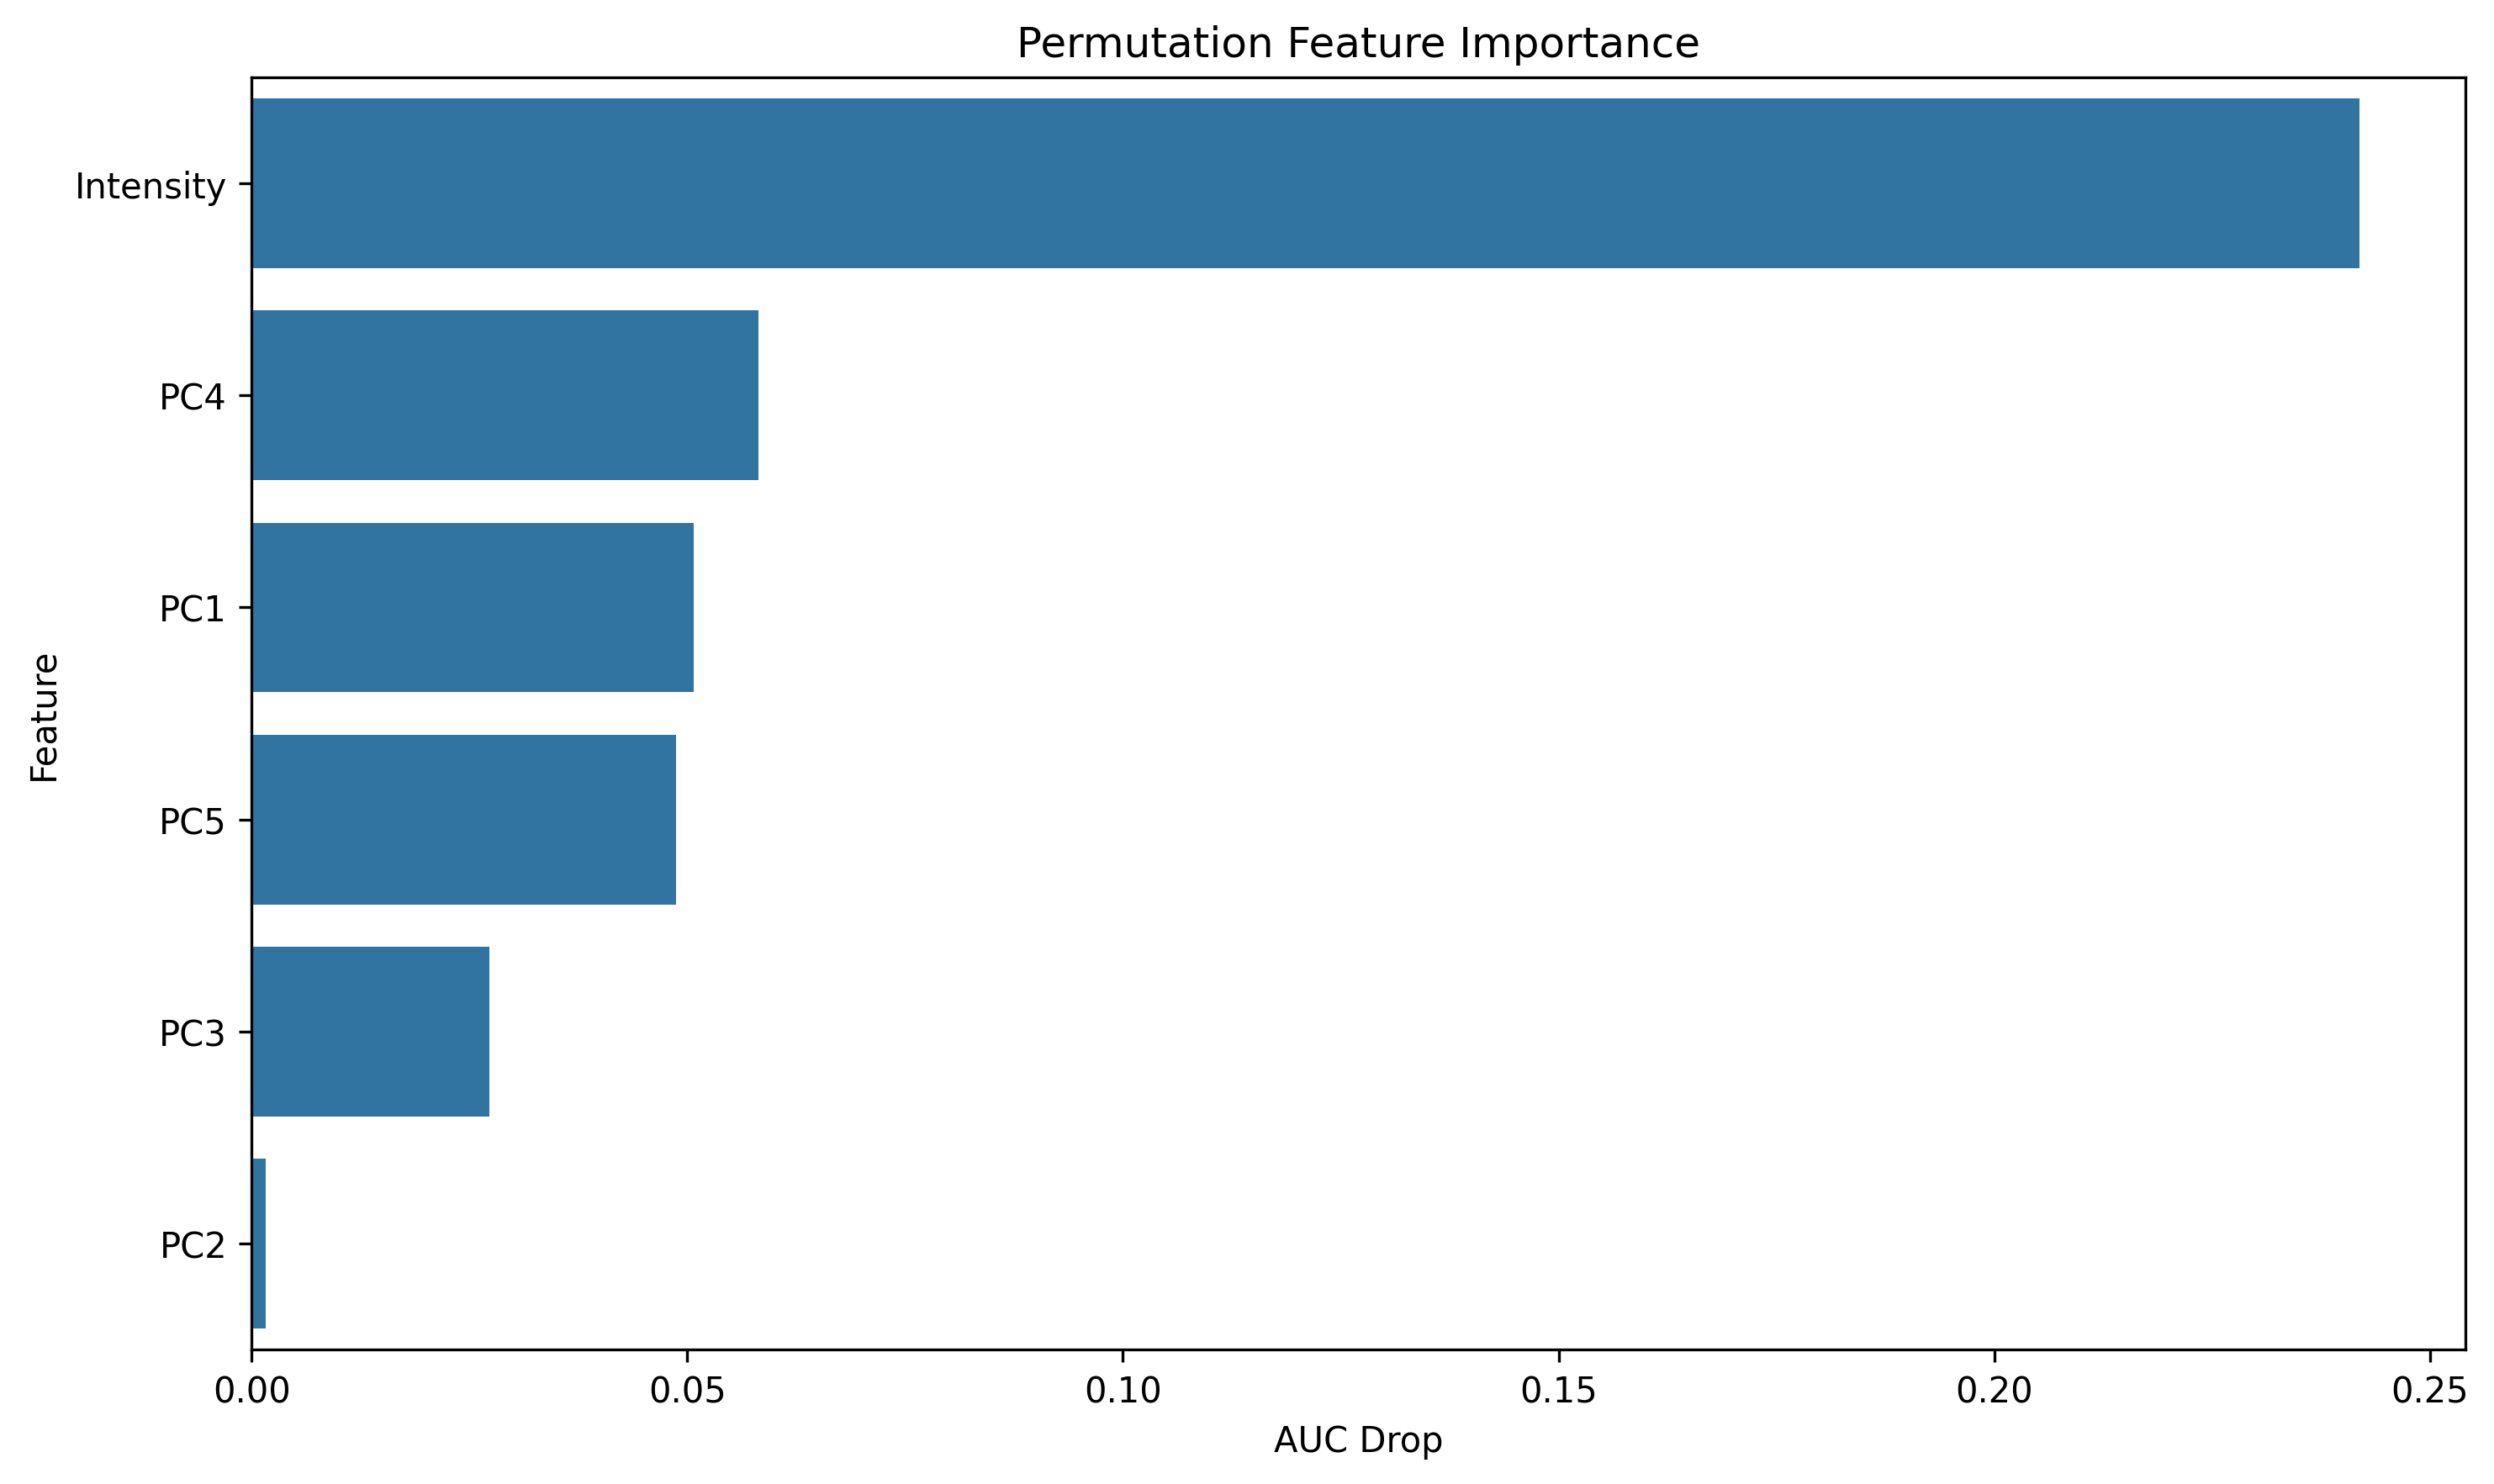 Permutation Feature Importance
Feature
Intensity
PC4
PC1
PC5
PC3
PC2
0.00 0.05 0.10 0.15 0.20 0.25
AUC Drop